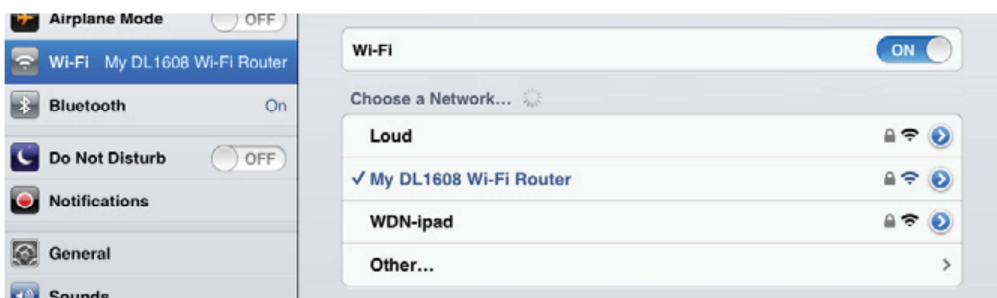 Airplane Mode OFF
Wi-Fi My DL1608 Wi-Fi Router
Bluetooth On
Do Not Disturb OFF
Notifications
General
Sounds
Wi-Fi ON
Choose a Network...
Loud
✓ My DL1608 Wi-Fi Router
WDN-ipad
Other...